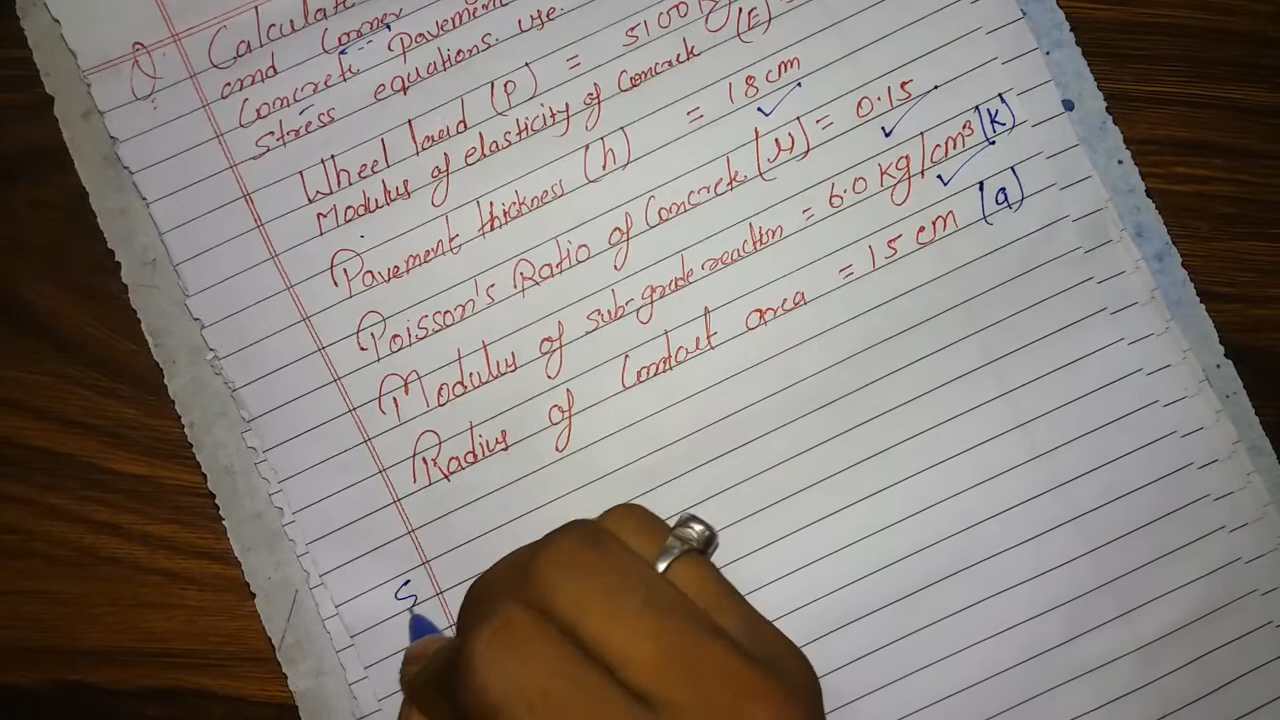 Q. Calculate
and Corner
Concrete pavement
Stress equations. Use.
Wheel load (P) = 5100
Modulus of elasticity of Concrete (E)
Pavement thickness (h) = 18 cm
Poisson's Ratio of Concrete (μ) = 0.15
Modulus of sub-grade reaction = 6.0 kg/cm³ (K)
Radius of Contact area = 15 cm (a)
S